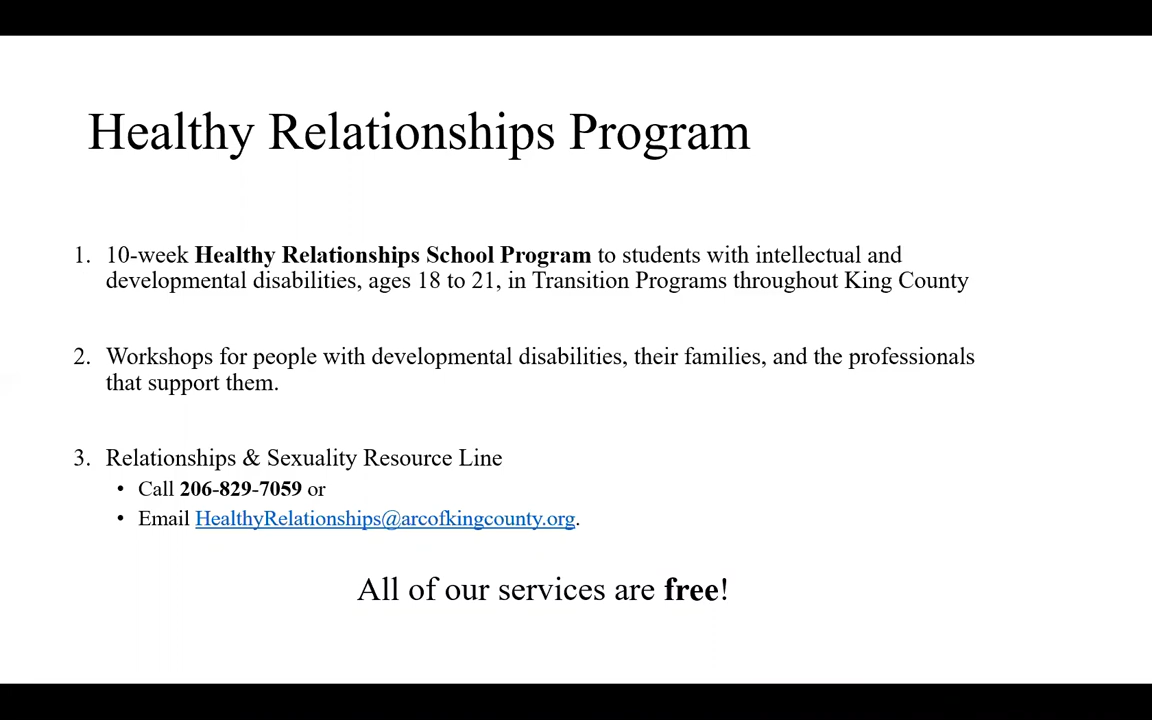 Healthy Relationships Program
1. 10-week Healthy Relationships School Program to students with intellectual and
developmental disabilities, ages 18 to 21, in Transition Programs throughout King County
2. Workshops for people with developmental disabilities, their families, and the professionals
that support them.
3. Relationships & Sexuality Resource Line
• Call 206-829-7059 or
• Email HealthyRelationships@arcofkingcounty.org.
All of our services are free!